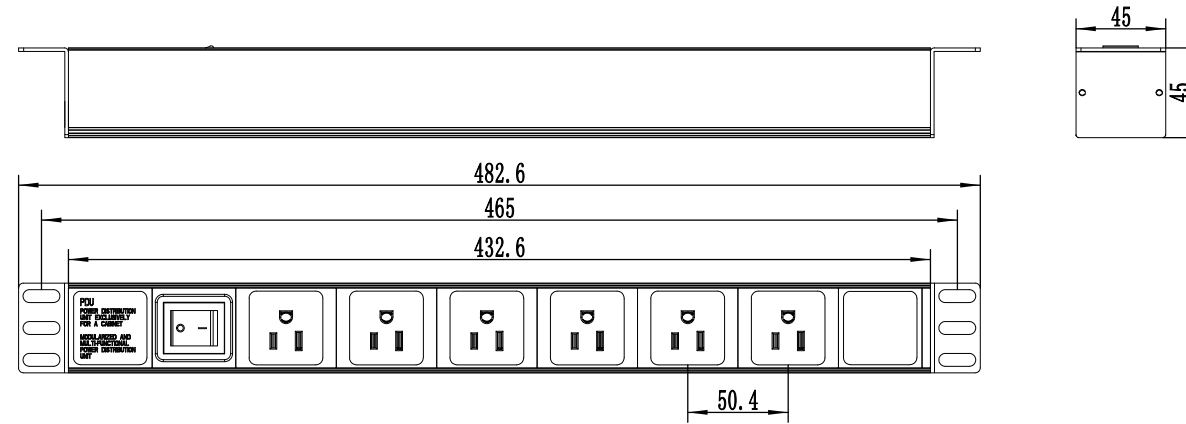 45
45
482.6
465
432.6
PDU
POWER DISTRIBUTION
UNIT EXCLUSIVELY
FOR A CABINET
MODULARIZED AND
MULTI-FUNCTIONAL
POWER DISTRIBUTION
UNIT
50.4